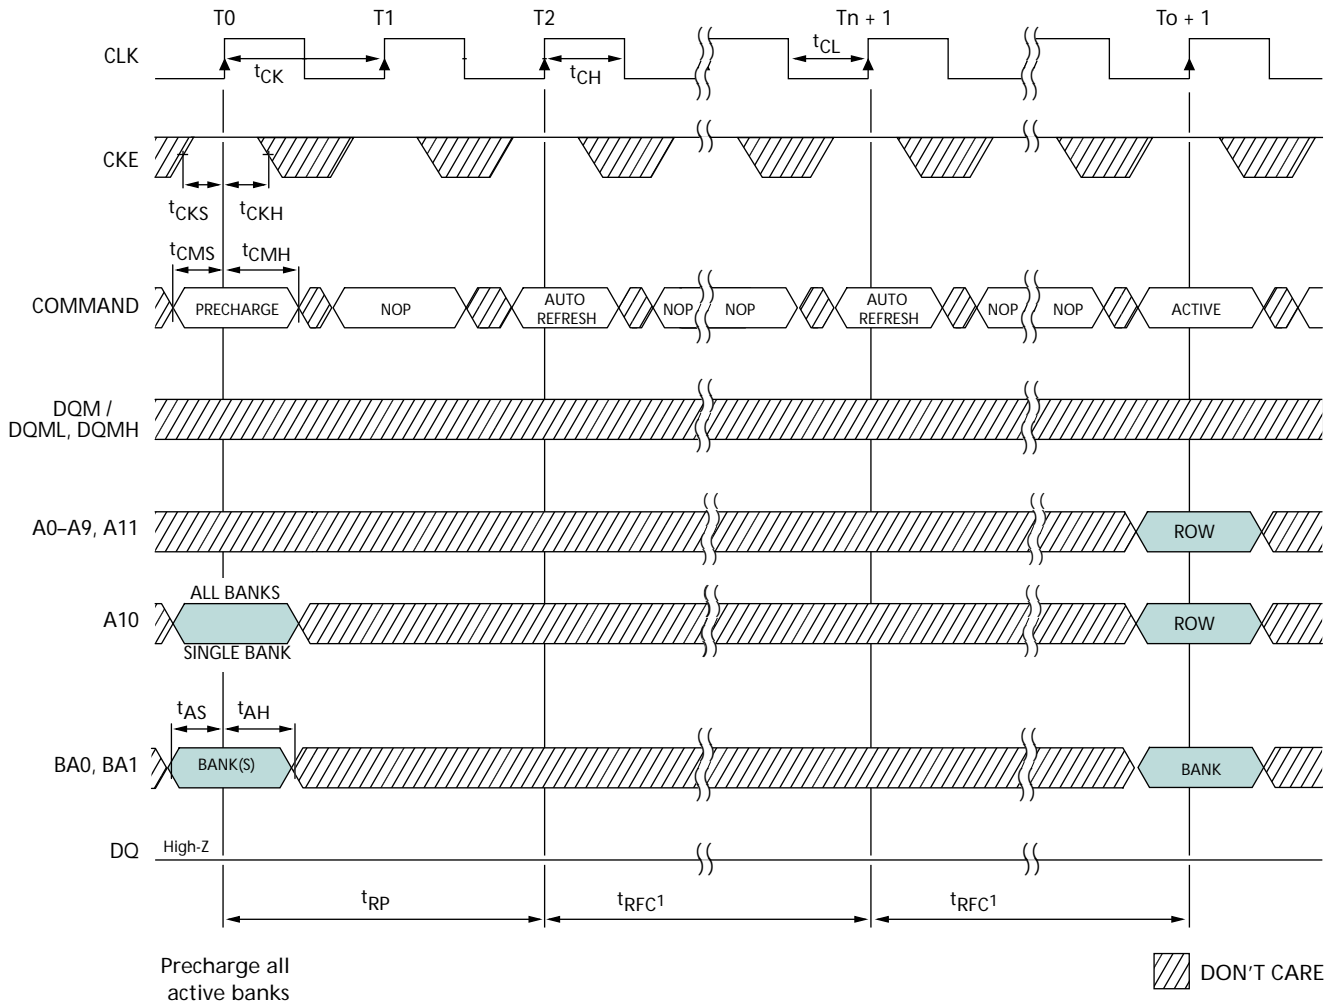 T0 T1 T2 Tn + 1 To + 1
CLK
tCK tCH tCL
CKE
tCKS tCKH
tCMS tCMH
COMMAND
PRECHARGE NOP AUTO REFRESH NOP NOP AUTO REFRESH NOP NOP ACTIVE
DQM /
DQML, DQMH
A0–A9, A11
ROW
ALL BANKS
A10
ROW
SINGLE BANK
tAS tAH
BA0, BA1
BANK(S) BANK
DQ
High-Z
tRP tRFC1 tRFC1
Precharge all
active banks
DON'T CARE